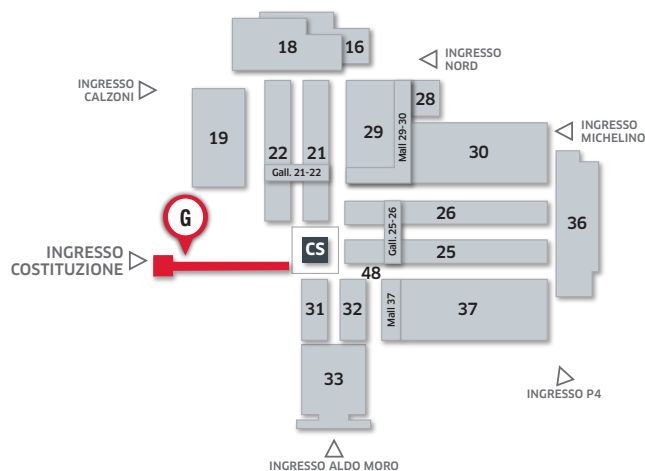 18
16
INGRESSO
NORD
INGRESSO
CALZONI
19
22
21
Gall. 21-22
29
Mall 29-30
28
30
INGRESSO
MICHELINO
36
26
Gall. 25-26
25
G
INGRESSO
COSTITUZIONE
CS
48
31
32
Mall 37
37
33
INGRESSO P4
INGRESSO ALDO MORO